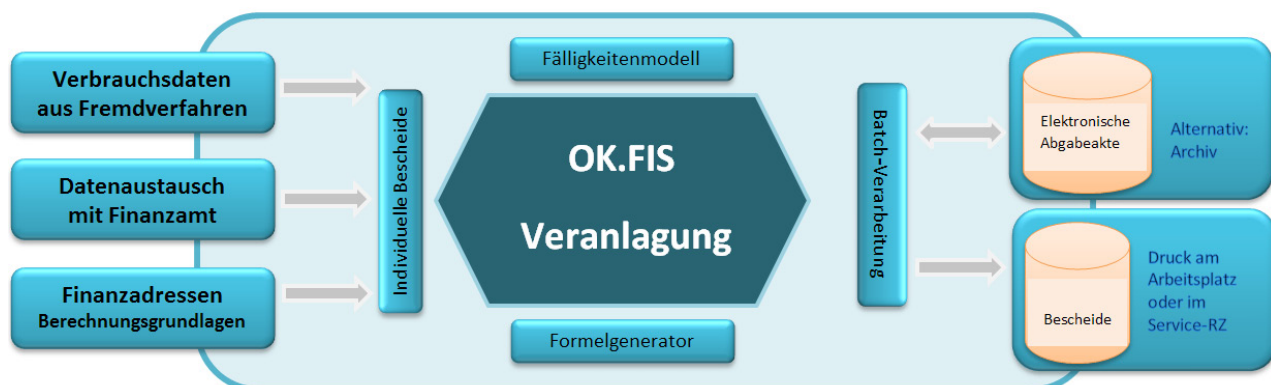 Verbrauchsdaten
aus Fremdverfahren
Datenaustausch
mit Finanzamt
Finanzadressen
Berechnungsgrundlagen
Individuelle Bescheide
Fälligkeitenmodell
OK.FIS
Veranlagung
Formelgenerator
Batch-Verarbeitung
Elektronische
Abgabeakte
Alternativ:
Archiv
Bescheide
Druck am
Arbeitsplatz
oder im
Service-RZ